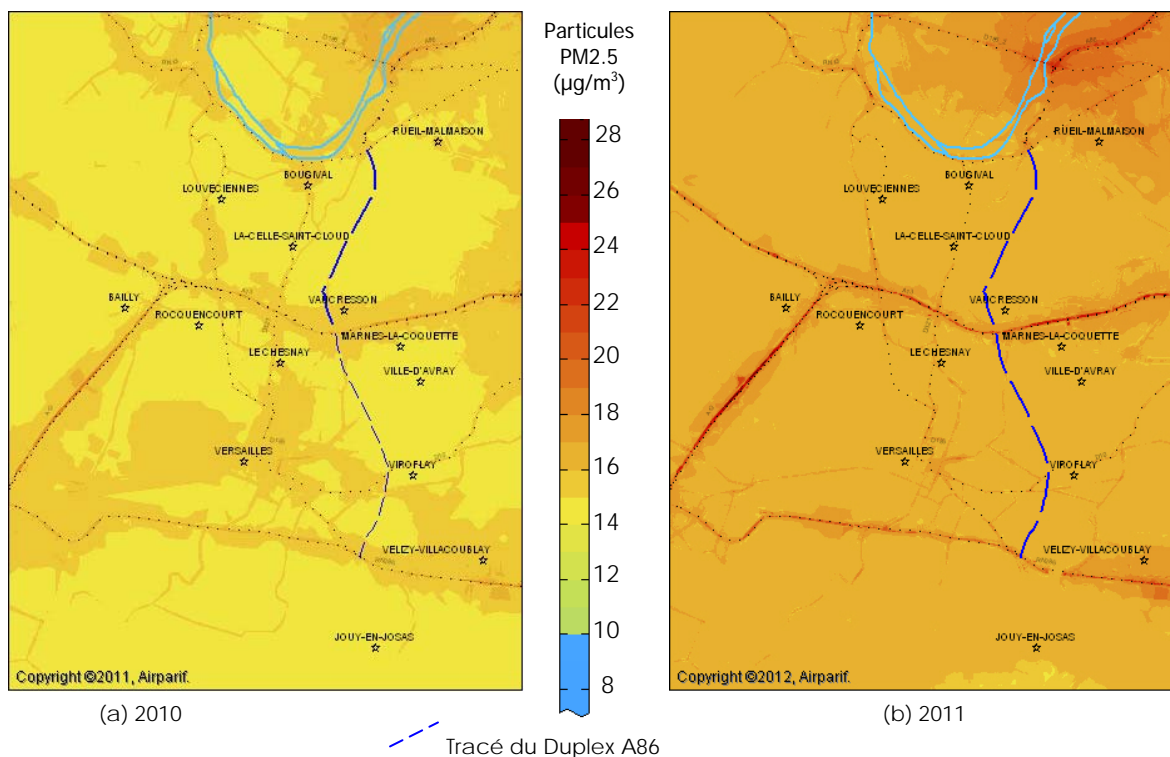 Particules
PM2.5
(µg/m³)
28
26
24
22
20
18
16
14
12
10
8
RUEIL-MALMAISON
BOUGIVAL
LOUVECIENNES
LA-CELLE-SAINT-CLOUD
BAILLY
VAUCRESSON
ROCQUENCOURT
MARNES-LA-COQUETTE
LE CHESNAY
VILLE-D'AVRAY
VERSAILLES
VIROFLAY
VELIZY-VILLACOUBLAY
JOUY-EN-JOSAS
Copyright ©2011, Airparif.
(a) 2010
RUEIL-MALMAISON
BOUGIVAL
LOUVECIENNES
LA-CELLE-SAINT-CLOUD
BAILLY
VAUCRESSON
ROCQUENCOURT
MARNES-LA-COQUETTE
LE CHESNAY
VILLE-D'AVRAY
VERSAILLES
VIROFLAY
VELIZY-VILLACOUBLAY
JOUY-EN-JOSAS
Copyright ©2012, Airparif.
(b) 2011
Tracé du Duplex A86